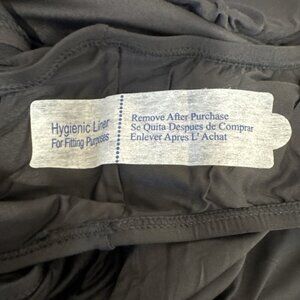 Hygienic Liner
For Fitting Purposes
Remove After Purchase
Se Quita Despues de Comprar
Enlever Apres L' Achat